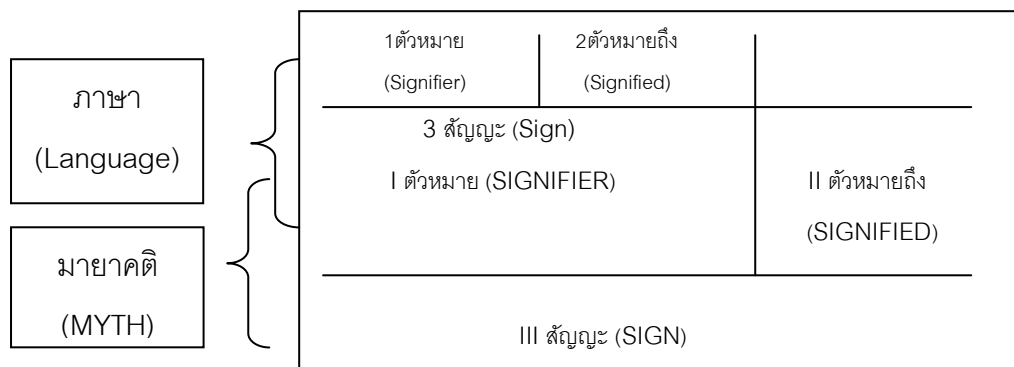 ภาษา
(Language)
มายาคติ
(MYTH)
1ตัวหมาย
(Signifier)
2ตัวหมายถึง
(Signified)
3 สัญญะ (Sign)
I ตัวหมาย (SIGNIFIER)
II ตัวหมายถึง
(SIGNIFIED)
III สัญญะ (SIGN)